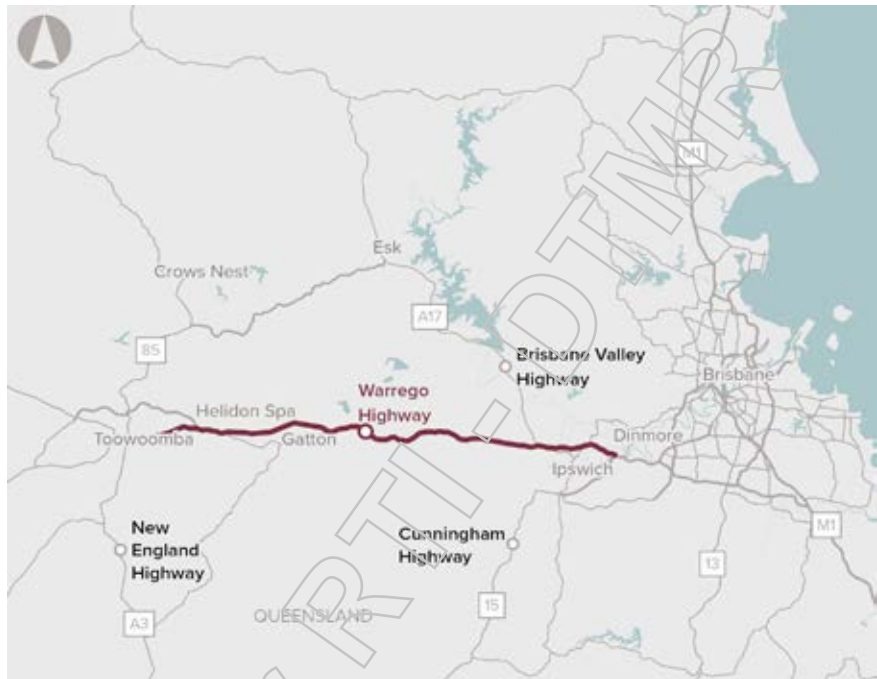 M1
Esk
Crows Nest
A17
85
Brisbane Valley
Highway
Brisbane
Warrego
Highway
Helidon Spa
Toowoomba
Gatton
Dinmore
Ipswich
New
England
Highway
Cunningham
Highway
M1
13
15
QUEENSLAND
A3
RTI - DTMR